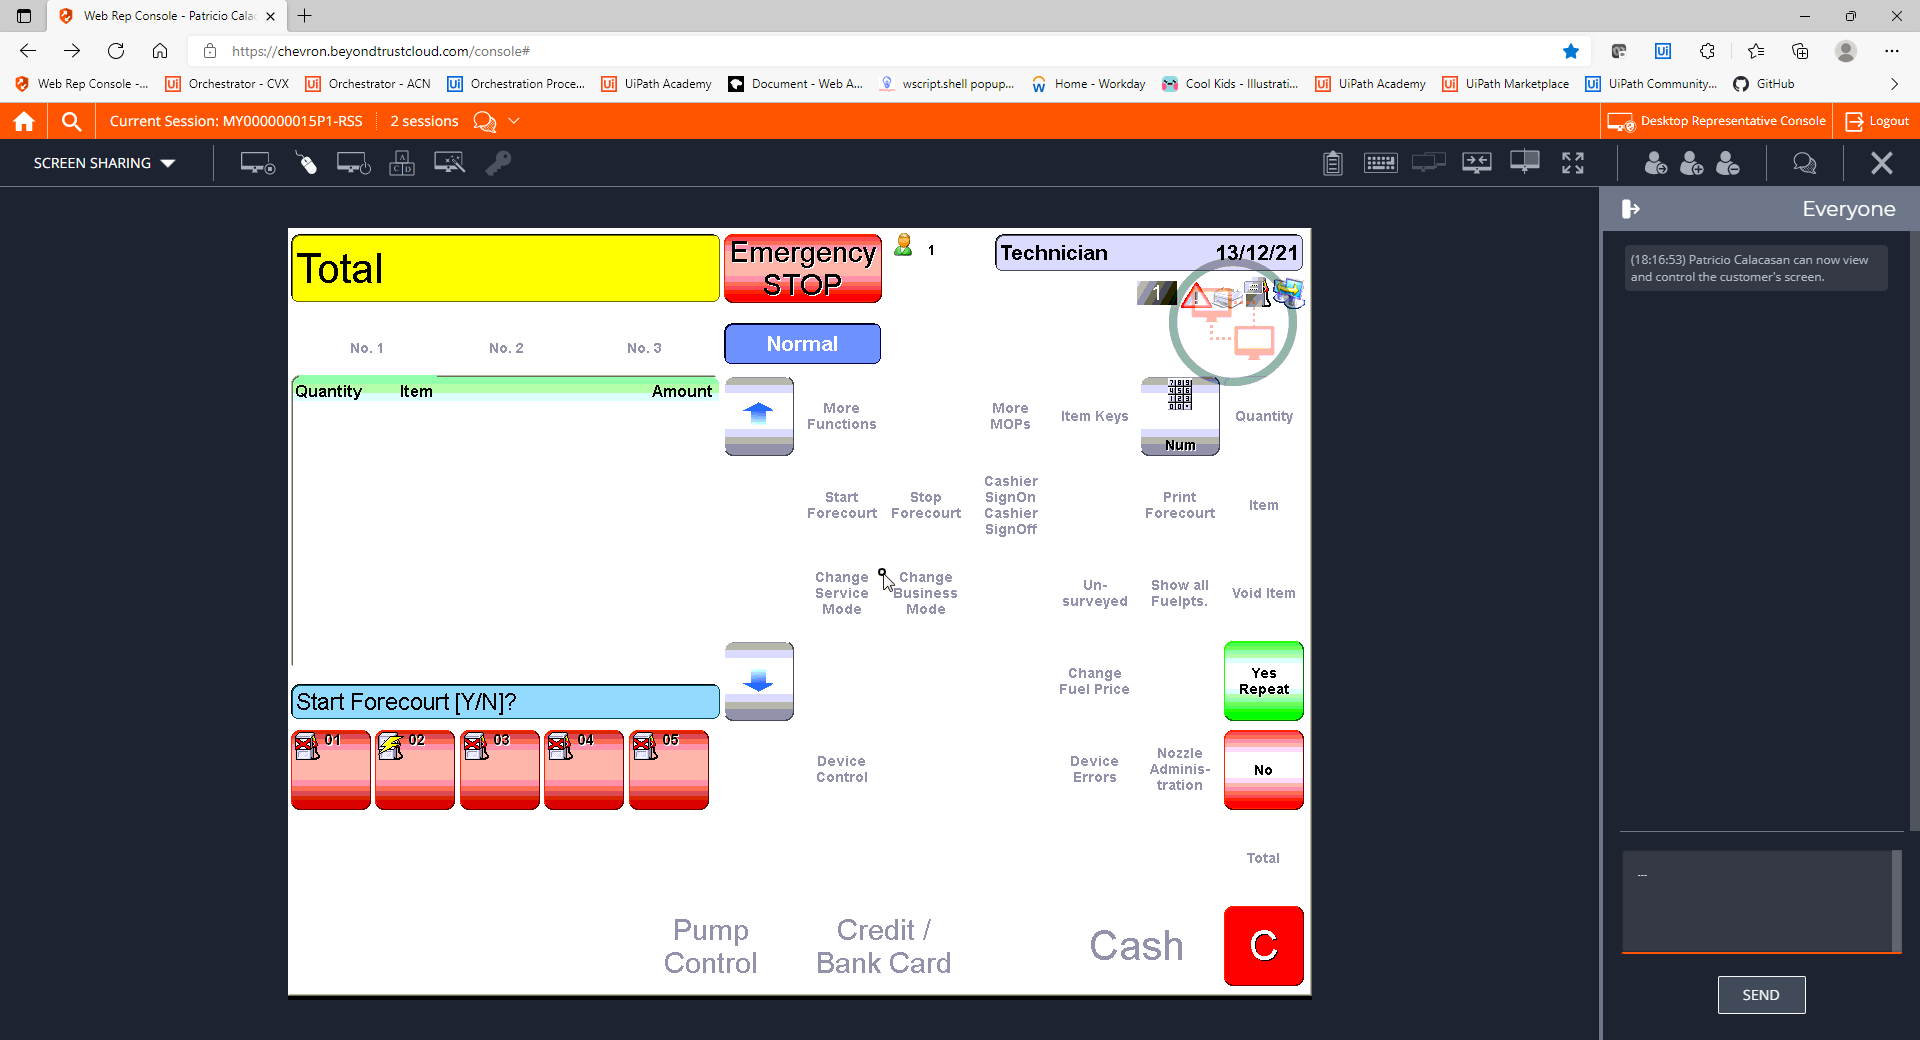 Web Rep Console - Patricio Cala
https://chevron.beyondtrustcloud.com/console#
Web Rep Console -...
Orchestrator - CVX
Orchestrator - ACN
Orchestration Proce...
UiPath Academy
Document - Web A...
wscript.shell popup...
Home - Workday
Cool Kids - Illustrati...
UiPath Academy
UiPath Marketplace
UiPath Community...
GitHub
Current Session: MY000000015P1-RSS
2 sessions
Desktop Representative Console
Logout
SCREEN SHARING
Everyone
(18:16:53) Patricio Calacasan can now view
and control the customer's screen.
Total
Emergency
STOP
1
Technician 13/12/21
1
No. 1
No. 2
No. 3
Normal
Quantity Item Amount
More
Functions
More
MOPs
Item Keys
Num
Quantity
Start
Forecourt
Stop
Forecourt
Cashier
SignOn
Cashier
SignOff
Print
Forecourt
Item
Change
Service
Mode
Change
Business
Mode
Un-
surveyed
Show all
Fuelpts.
Void Item
Change
Fuel Price
Yes
Repeat
Start Forecourt [Y/N]?
01
02
03
04
05
Device
Control
Device
Errors
Nozzle
Adminis-
tration
No
Total
Pump
Control
Credit /
Bank Card
Cash
C
...
SEND